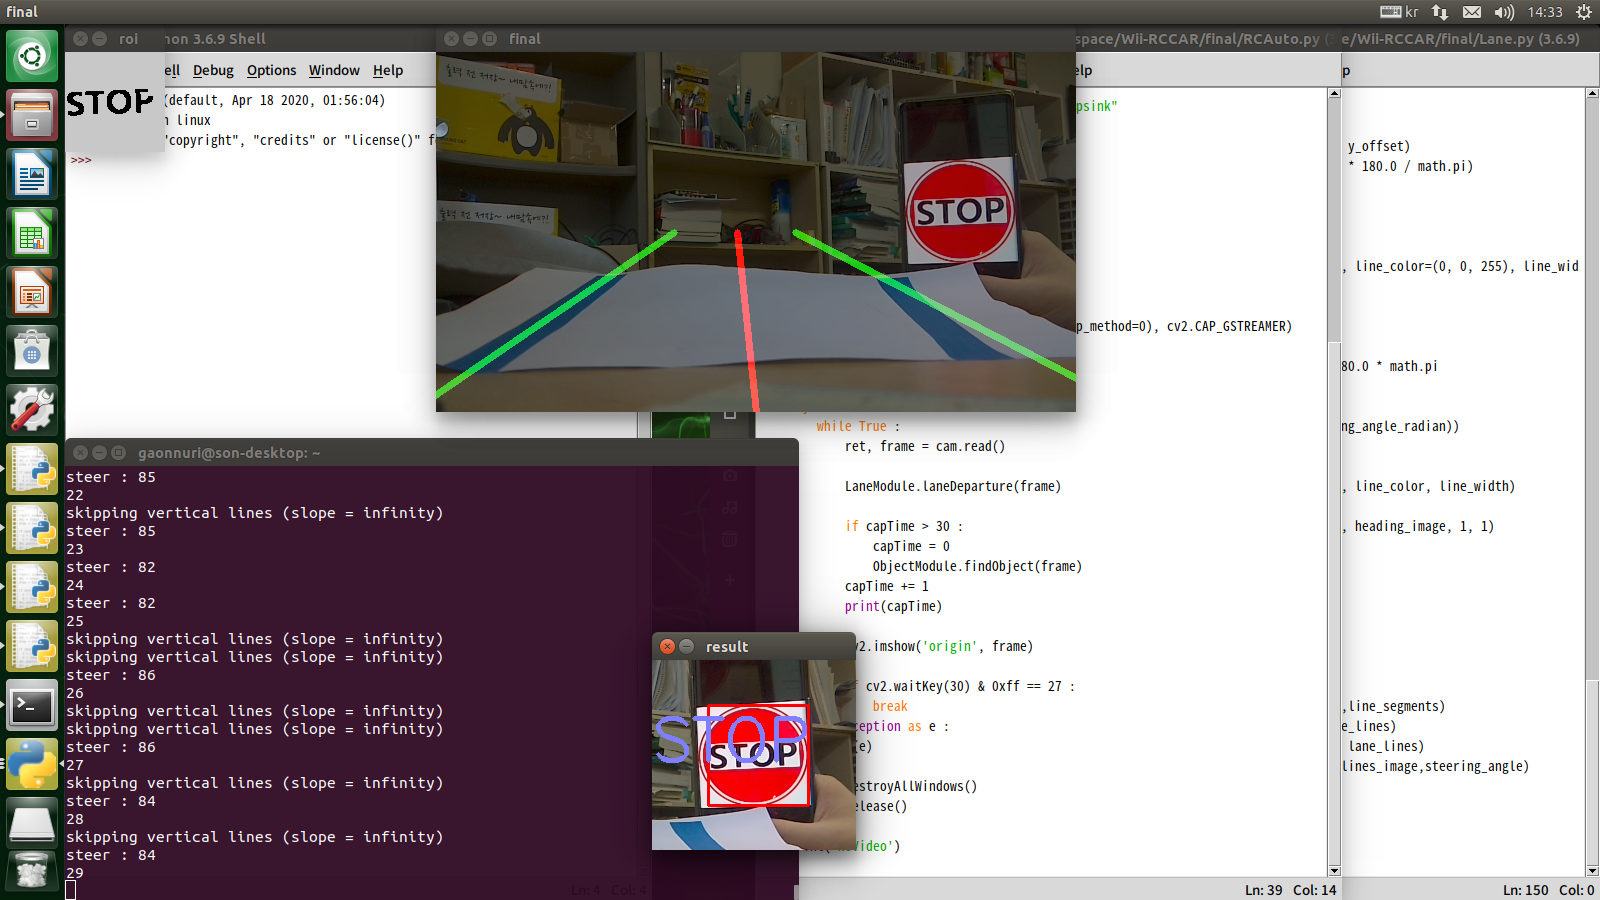 final
kr
14:33
roi
hon 3.6.9 Shell
ell Debug Options Window Help
(default, Apr 18 2020, 01:56:04)
n linux
"copyright", "credits" or "license()" f
>>>
STOP
final
STOP
space/Wii-RCCAR/final/RCAuto.py
elp
psink"
p_method=0), cv2.CAP_GSTREAMER)
while True :
ret, frame = cam.read()
LaneModule.laneDeparture(frame)
if capTime > 30 :
capTime = 0
ObjectModule.findObject(frame)
capTime += 1
print(capTime)
v2.imshow('origin', frame)
f cv2.waitKey(30) & 0xff == 27 :
break
ception as e :
(e)
estroyAllWindows()
elease()
Video')
Ln: 39 Col: 14
e/Wii-RCCAR/final/Lane.py (3.6.9)
p
y_offset)
* 180.0 / math.pi)
, line_color=(0, 0, 255), line_wid
80.0 * math.pi
ng_angle_radian))
, line_color, line_width)
, heading_image, 1, 1)
,line_segments)
e_lines)
lane_lines)
lines_image,steering_angle)
Ln: 150 Col: 0
gaonnuri@son-desktop: ~
steer : 85
22
skipping vertical lines (slope = infinity)
steer : 85
23
steer : 82
24
steer : 82
25
skipping vertical lines (slope = infinity)
skipping vertical lines (slope = infinity)
steer : 86
26
skipping vertical lines (slope = infinity)
skipping vertical lines (slope = infinity)
steer : 86
27
skipping vertical lines (slope = infinity)
steer : 84
28
skipping vertical lines (slope = infinity)
steer : 84
29
Ln: 4 Col: 4
result
STOP
STOP